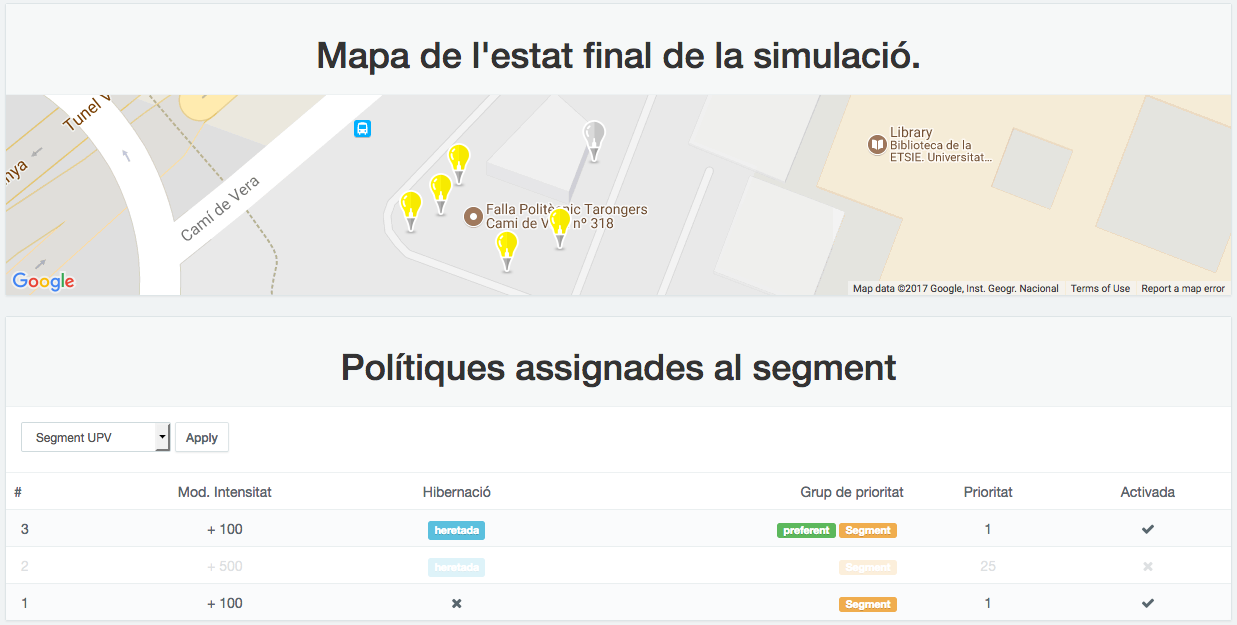 Mapa de l'estat final de la simulació.
Tunel V
nya
Camí de Vera
Library
Biblioteca de la
ETSIE. Universitat...
Falla Politècnic Tarongers
Cami de V nº 318
Google
Map data ©2017 Google, Inst. Geogr. Nacional Terms of Use Report a map error
Polítiques assignades al segment
Segment UPV Apply
# Mod. Intensitat Hibernació Grup de prioritat Prioritat Activada
3 + 100 heretada preferent Segment 1 ✔
2 + 500 heretada Segment 25 ✖
1 + 100 ✖ Segment 1 ✔